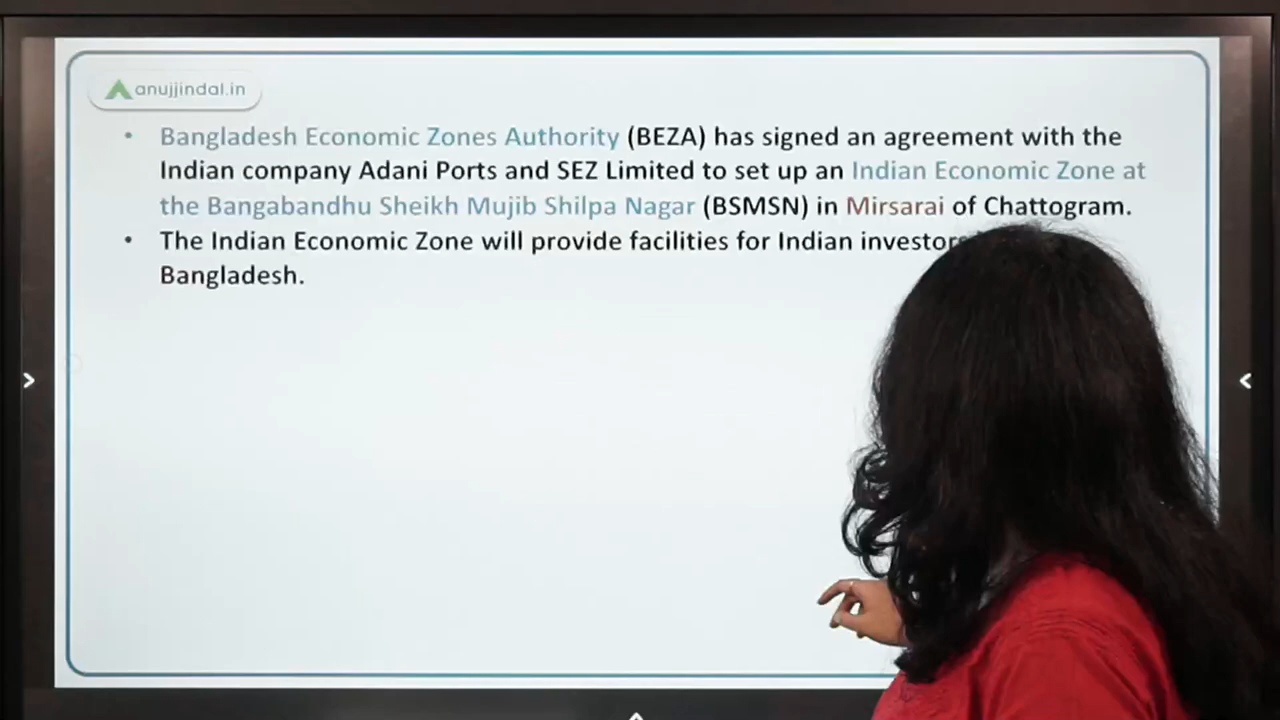 anujjindal.in
• Bangladesh Economic Zones Authority (BEZA) has signed an agreement with the
Indian company Adani Ports and SEZ Limited to set up an Indian Economic Zone at
the Bangabandhu Sheikh Mujib Shilpa Nagar (BSMSN) in Mirsarai of Chattogram.
• The Indian Economic Zone will provide facilities for Indian
Bangladesh.